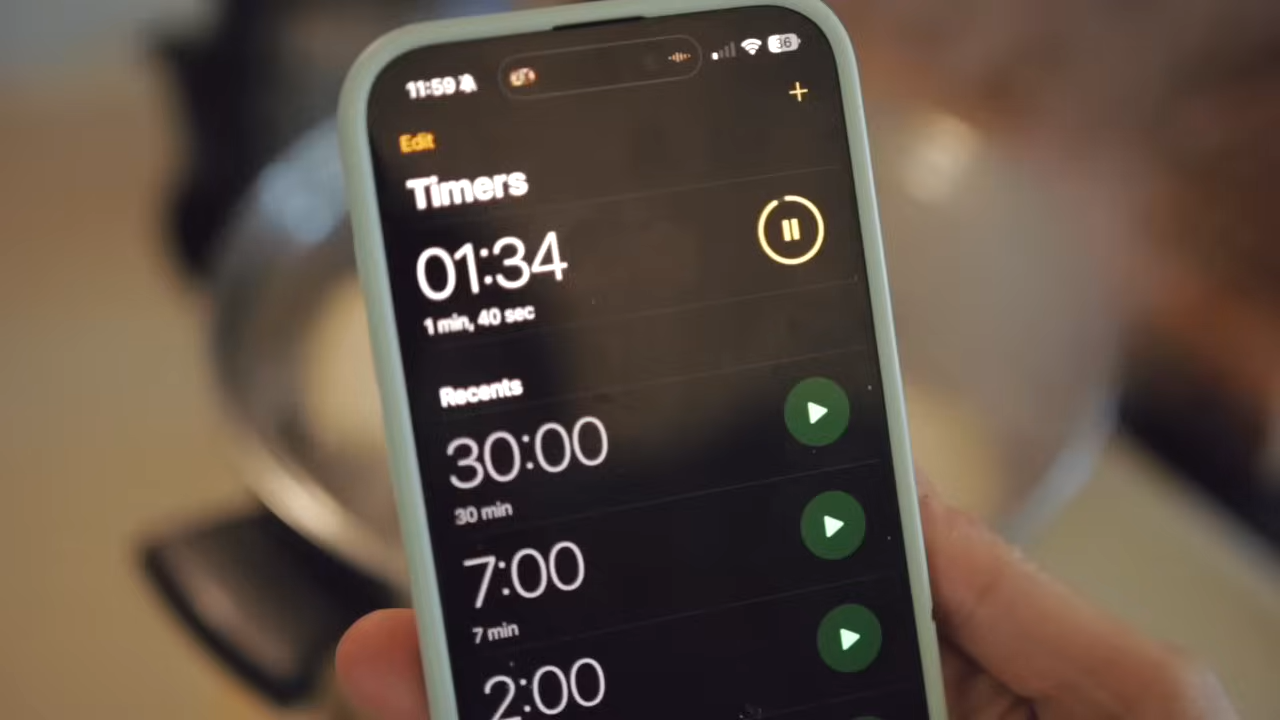 11:59
36
Edit
+
Timers
01:34
1 min, 40 sec
Recents
30:00
30 min
7:00
7 min
2:00